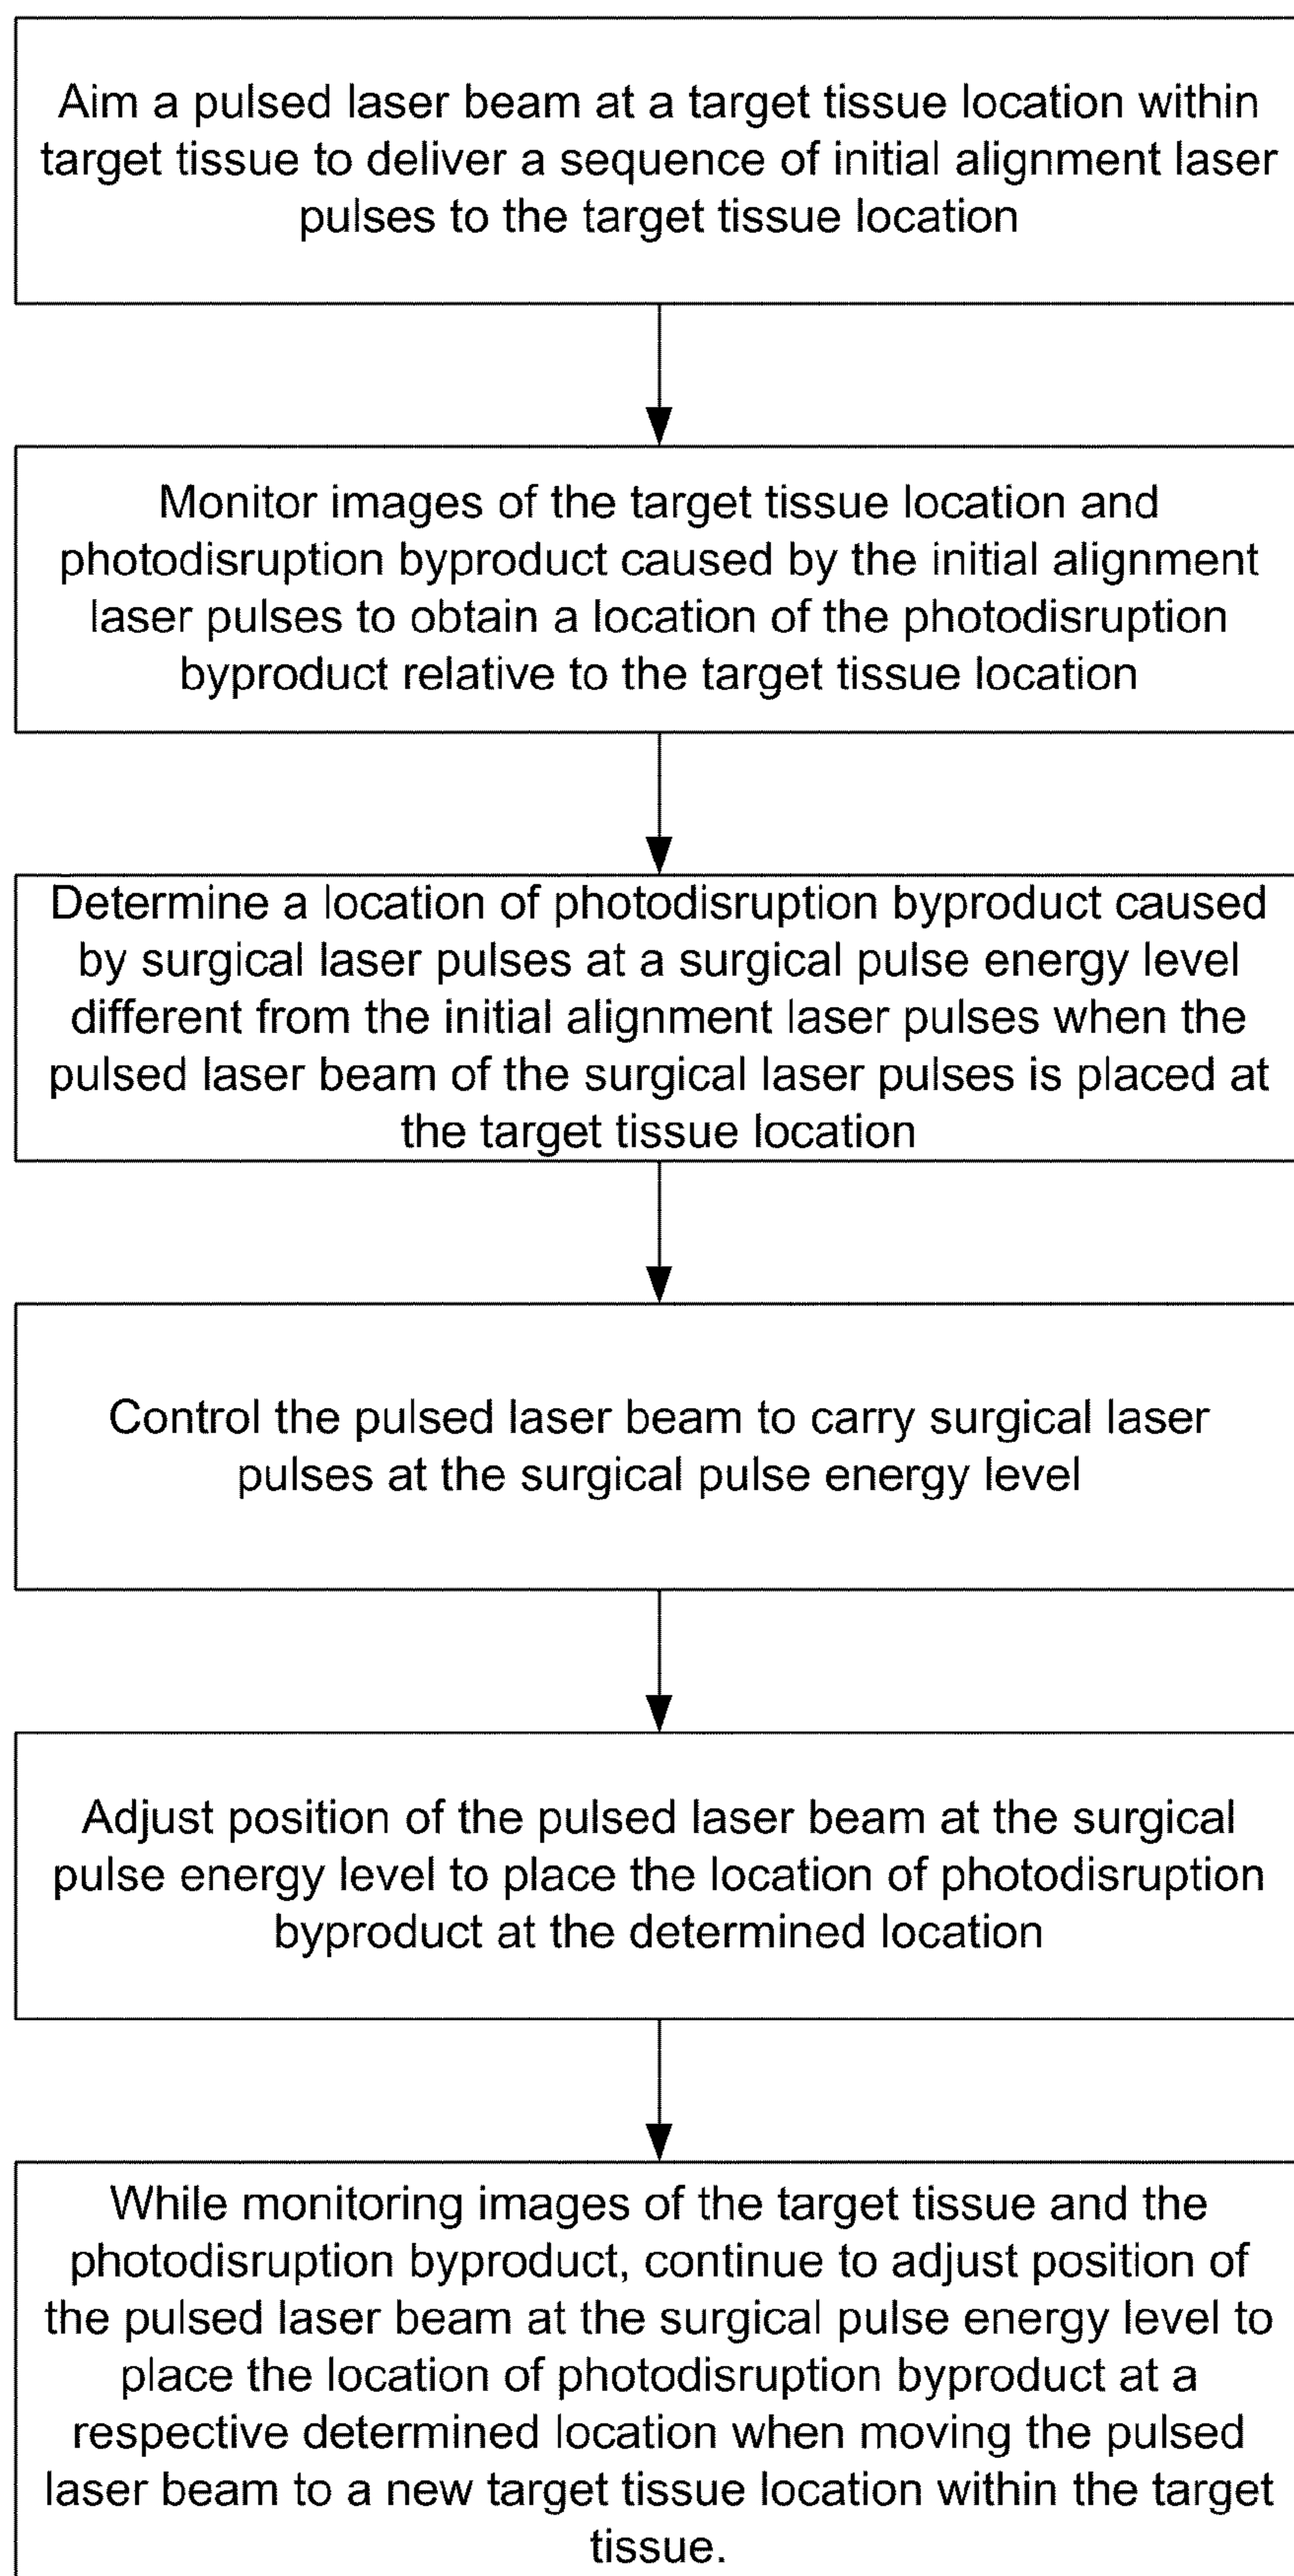 Aim a pulsed laser beam at a target tissue location within
target tissue to deliver a sequence of initial alignment laser
pulses to the target tissue location
Monitor images of the target tissue location and
photodisruption byproduct caused by the initial alignment
laser pulses to obtain a location of the photodisruption
byproduct relative to the target tissue location
Determine a location of photodisruption byproduct caused
by surgical laser pulses at a surgical pulse energy level
different from the initial alignment laser pulses when the
pulsed laser beam of the surgical laser pulses is placed at
the target tissue location
Control the pulsed laser beam to carry surgical laser
pulses at the surgical pulse energy level
Adjust position of the pulsed laser beam at the surgical
pulse energy level to place the location of photodisruption
byproduct at the determined location
While monitoring images of the target tissue and the
photodisruption byproduct, continue to adjust position of
the pulsed laser beam at the surgical pulse energy level to
place the location of photodisruption byproduct at a
respective determined location when moving the pulsed
laser beam to a new target tissue location within the target
tissue.